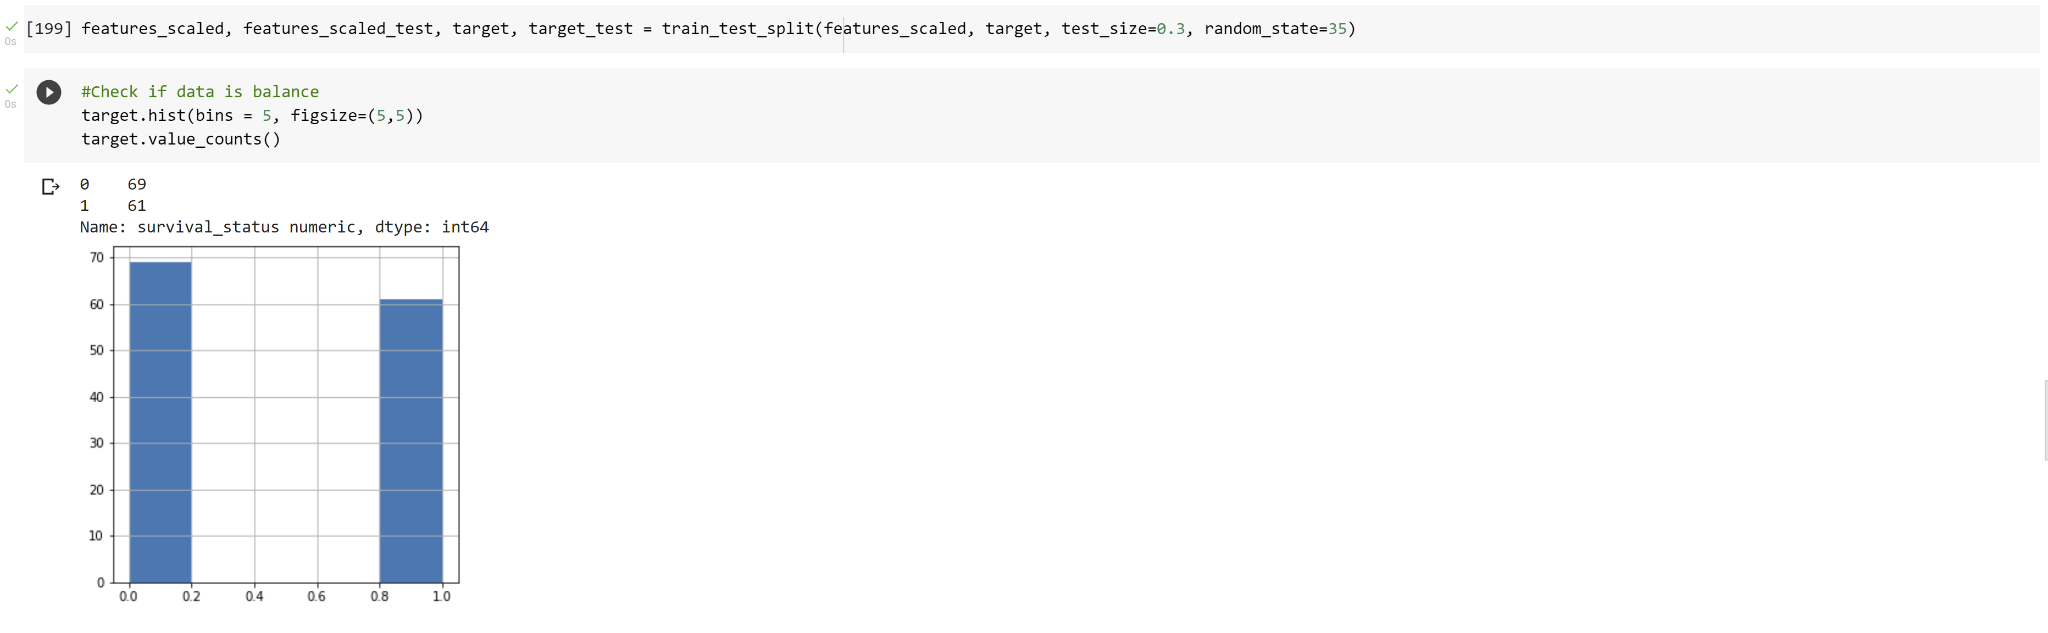 0s
[199] features_scaled, features_scaled_test, target, target_test = train_test_split(features_scaled, target, test_size=0.3, random_state=35)
0s
#Check if data is balance
target.hist(bins = 5, figsize=(5,5))
target.value_counts()
0 69
1 61
Name: survival_status numeric, dtype: int64
70
60
50
40
30
20
10
0
0.0 0.2 0.4 0.6 0.8 1.0